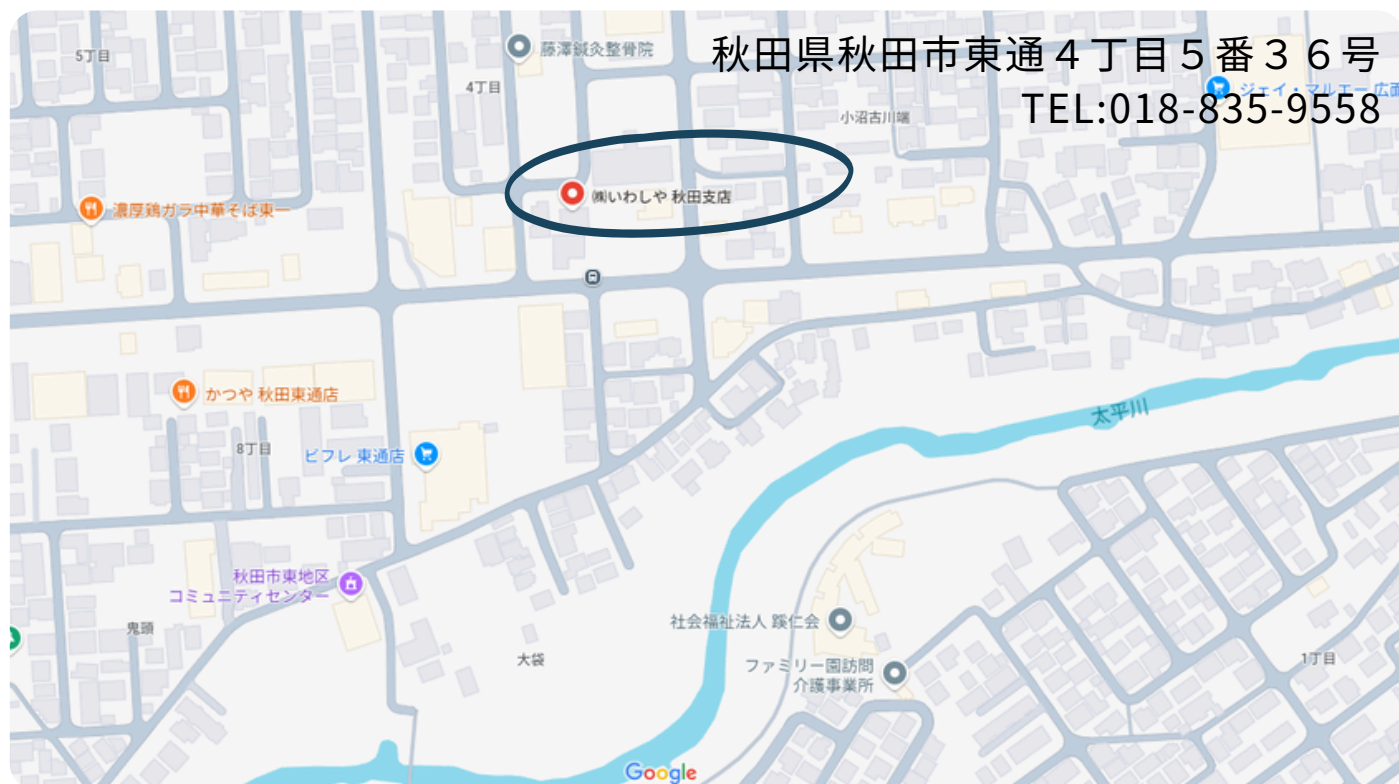 秋田県秋田市東通４丁目５番３６号
TEL:018-835-9558
5丁目
藤澤鍼灸整骨院
4丁目
ジェイ・マルエー 広面
小沼古川端
㈱いわしや 秋田支店
濃厚鶏ガラ中華そば東一
かつや 秋田東通店
太平川
8丁目
ビフレ 東通店
秋田市東地区
コミュニティセンター
鬼頭
社会福祉法人 蹊仁会
大袋
ファミリー園訪問
介護事業所
1丁目
Google